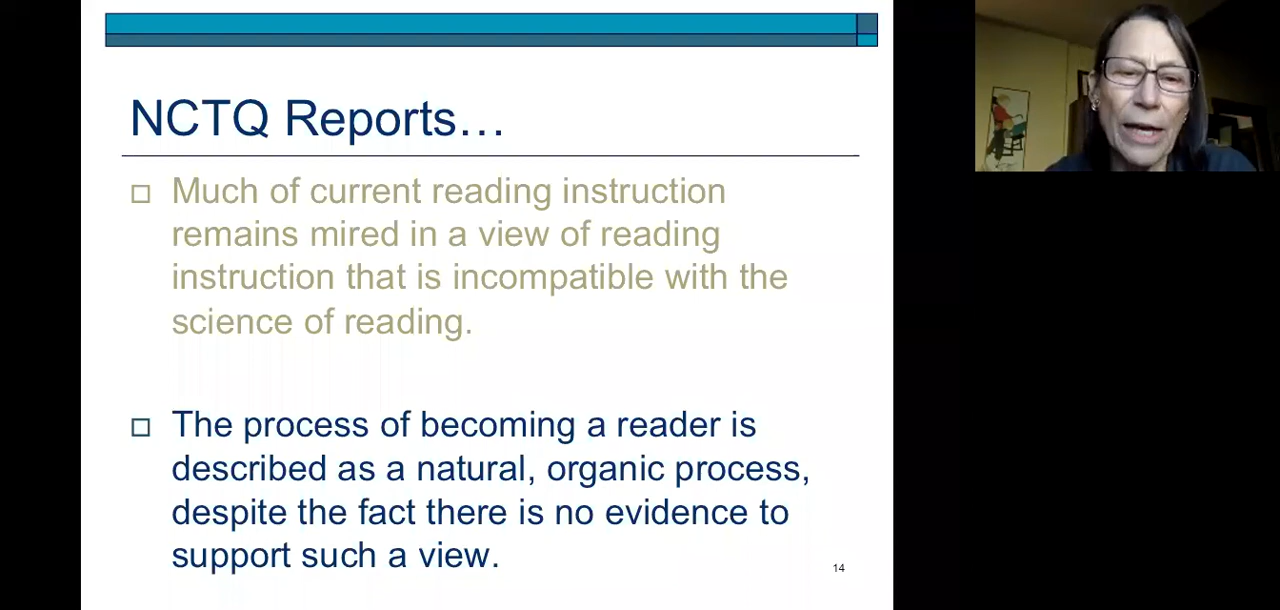 NCTQ Reports…
Much of current reading instruction
remains mired in a view of reading
instruction that is incompatible with the
science of reading.
The process of becoming a reader is
described as a natural, organic process,
despite the fact there is no evidence to
support such a view.
14